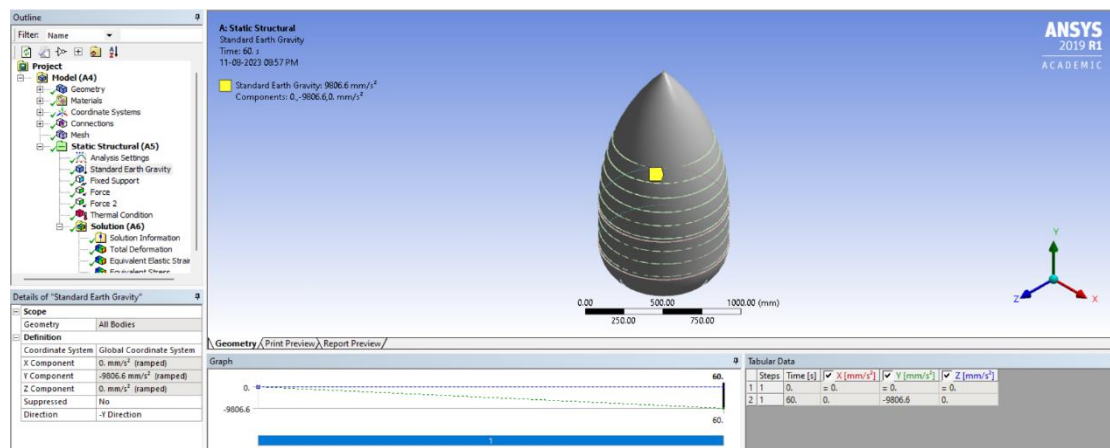 Outline
Filter: Name
Project
Model (A4)
Geometry
Materials
Coordinate Systems
Connections
Mesh
Static Structural (A5)
Analysis Settings
Standard Earth Gravity
Fixed Support
Force
Force 2
Thermal Condition
Solution (A6)
Solution Information
Total Deformation
Equivalent Elastic Strain
Equivalent Stress
Details of "Standard Earth Gravity"
Scope
Geometry All Bodies
Definition
Coordinate System Global Coordinate System
X Component 0. mm/s² (ramped)
Y Component -9806.6 mm/s² (ramped)
Z Component 0. mm/s² (ramped)
Suppressed No
Direction -Y Direction
A: Static Structural
Standard Earth Gravity
Time: 60. s
11-08-2023 08:57 PM
Standard Earth Gravity: 9806.6 mm/s²
Components: 0.,-9806.6,0. mm/s²
ANSYS
2019 R1
ACADEMIC
0.00 500.00 1000.00 (mm)
250.00 750.00
Y
Z X
Geometry Print Preview Report Preview
Graph
60.
0.
-9806.6
60.
1
Tabular Data
Steps Time [s] X [mm/s²] Y [mm/s²] Z [mm/s²]
1 1 0. = 0. = 0. = 0.
2 1 60. 0. -9806.6 0.